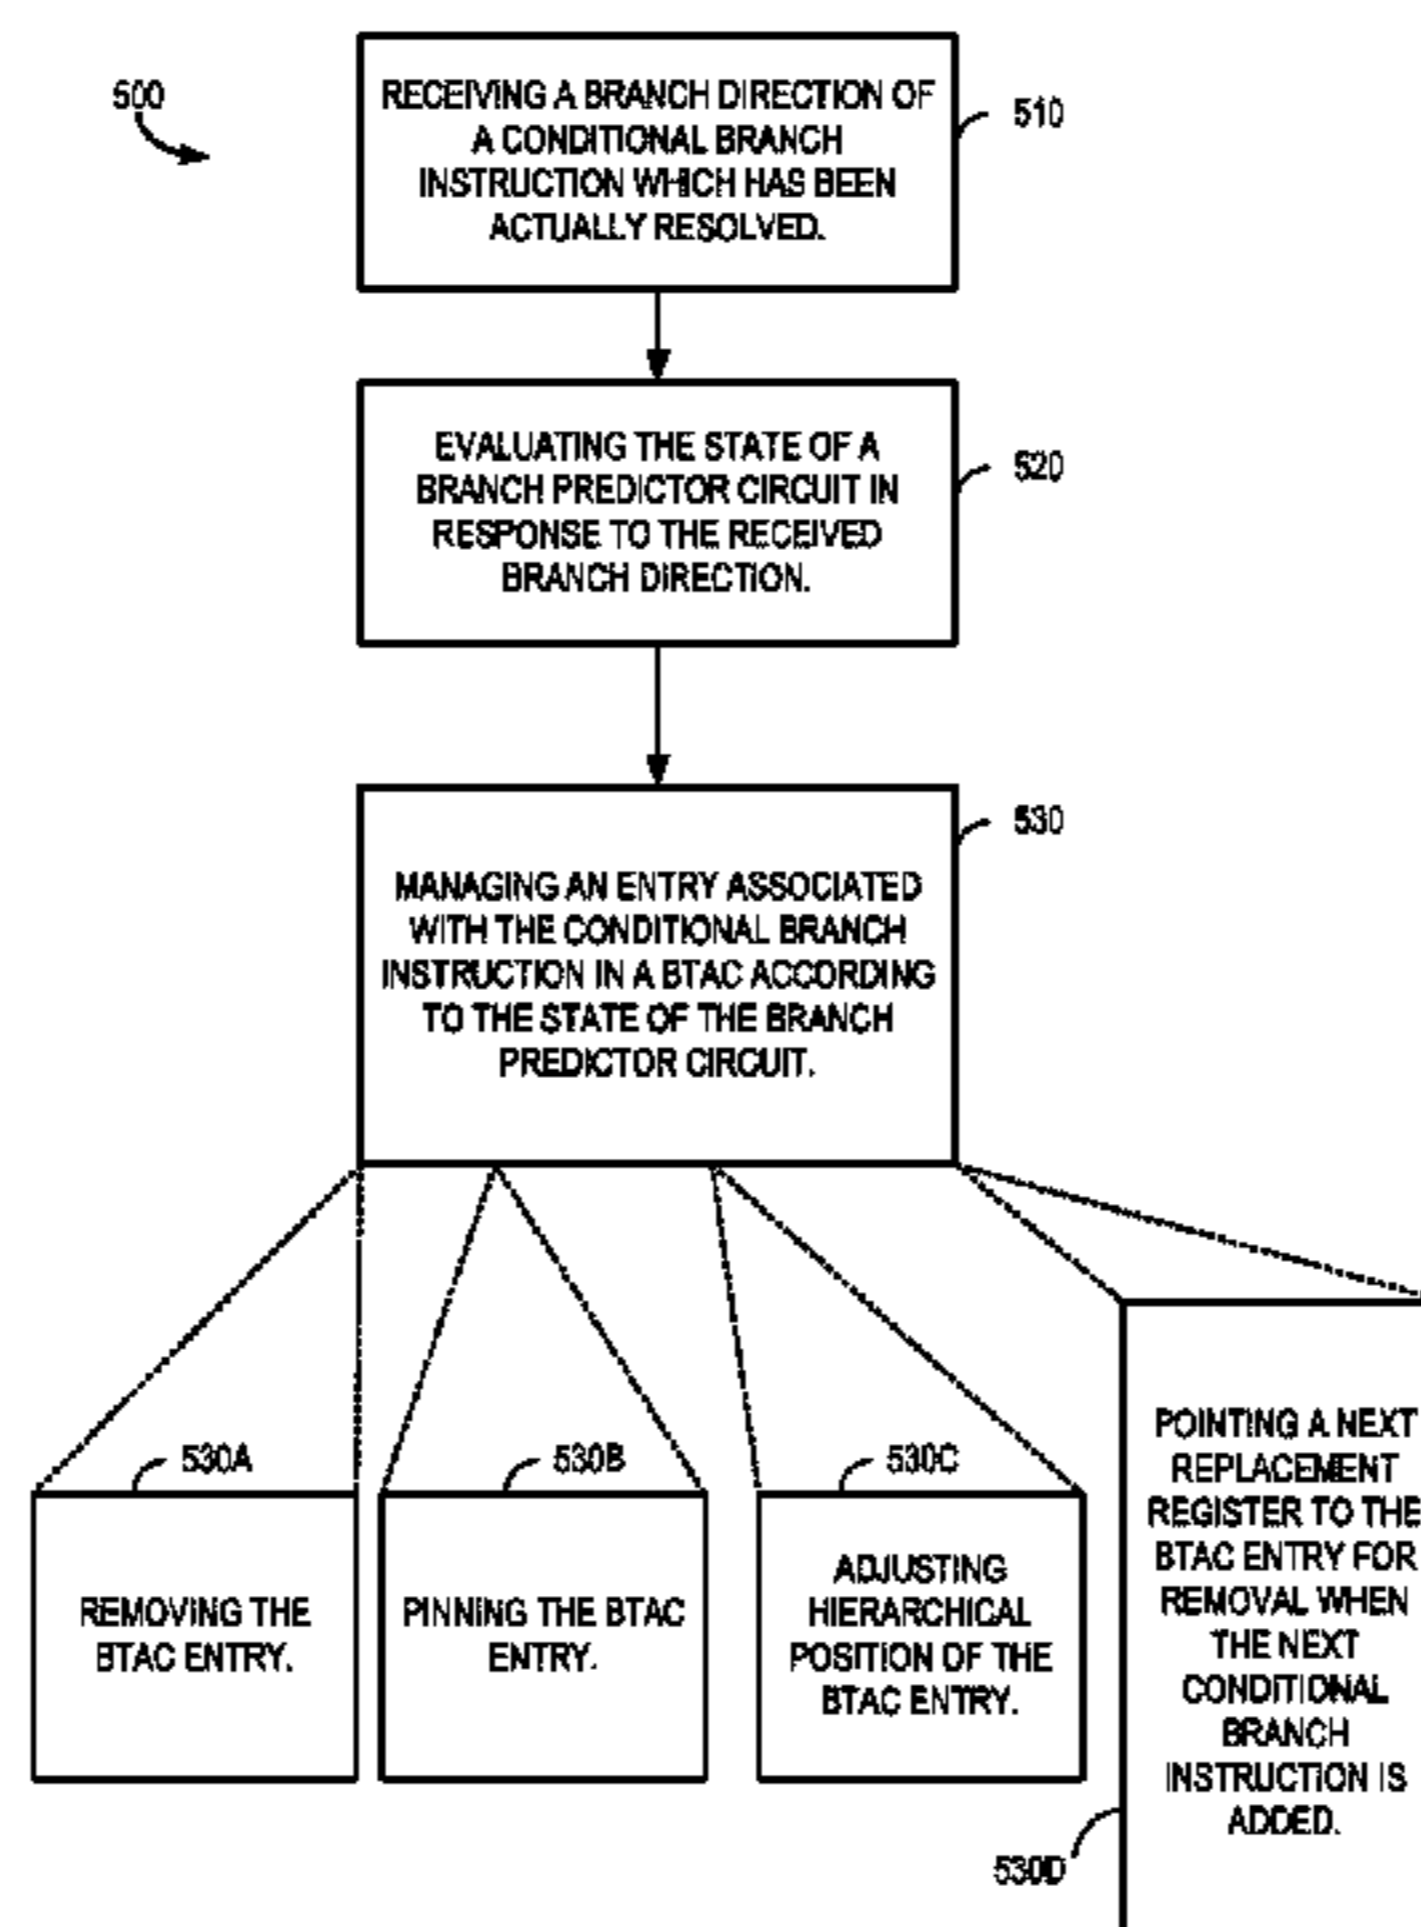 500
RECEIVING A BRANCH DIRECTION OF
A CONDITIONAL BRANCH
INSTRUCTION WHICH HAS BEEN
ACTUALLY RESOLVED.
510
EVALUATING THE STATE OF A
BRANCH PREDICTOR CIRCUIT IN
RESPONSE TO THE RECEIVED
BRANCH DIRECTION.
520
MANAGING AN ENTRY ASSOCIATED
WITH THE CONDITIONAL BRANCH
INSTRUCTION IN A BTAC ACCORDING
TO THE STATE OF THE BRANCH
PREDICTOR CIRCUIT.
530
530A
REMOVING THE
BTAC ENTRY.
530B
PINNING THE BTAC
ENTRY.
530C
ADJUSTING
HIERARCHICAL
POSITION OF THE
BTAC ENTRY.
POINTING A NEXT
REPLACEMENT
REGISTER TO THE
BTAC ENTRY FOR
REMOVAL WHEN
THE NEXT
CONDITIONAL
BRANCH
INSTRUCTION IS
ADDED.
530D